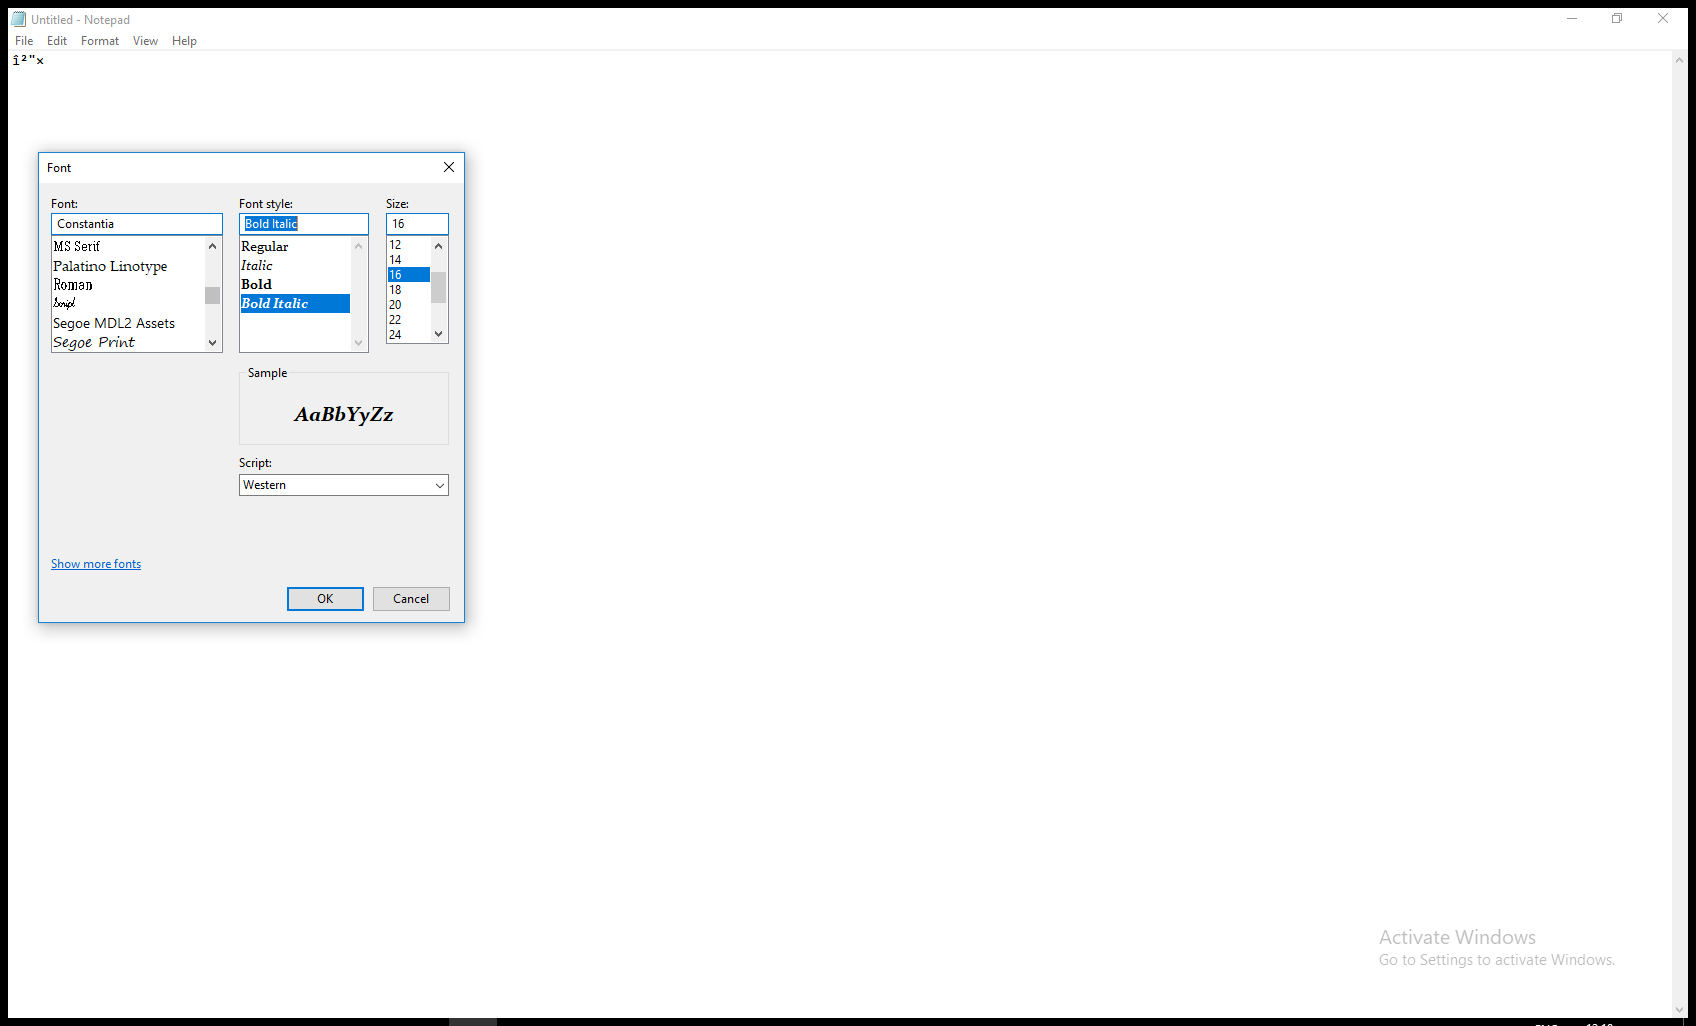 Untitled - Notepad
File Edit Format View Help
î²"×
Font
Font:
Constantia
MS Serif
Palatino Linotype
Roman
Script
Segoe MDL2 Assets
Segoe Print
Font style:
Bold Italic
Regular
Italic
Bold
Bold Italic
Size:
16
12
14
16
18
20
22
24
Sample
AaBbYyZz
Script:
Western
Show more fonts
OK
Cancel
Activate Windows
Go to Settings to activate Windows.